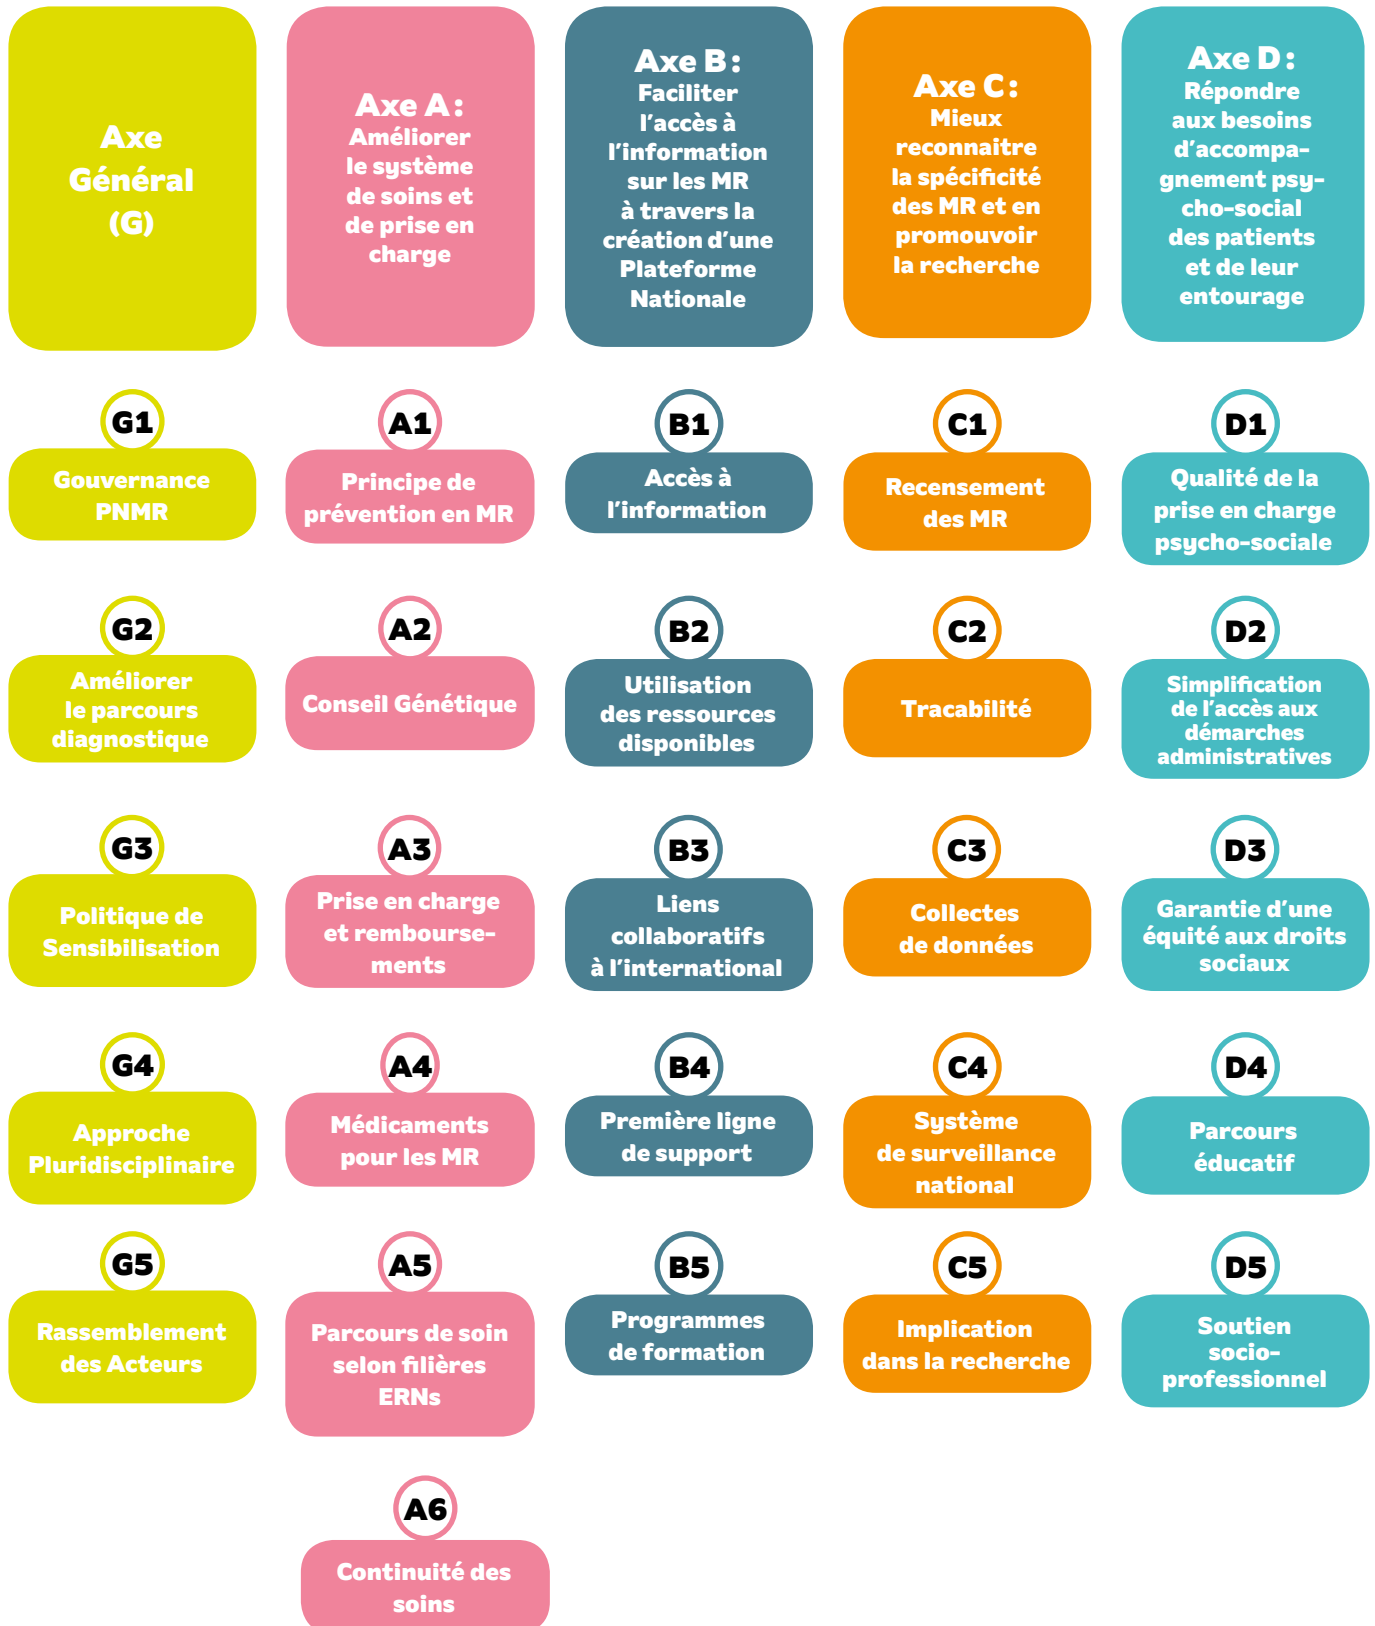 Axe
Général
(G)
Axe A :
Améliorer
le système
de soins et
de prise en
charge
Axe B :
Faciliter
l'accès à
l'information
sur les MR
à travers la
création d'une
Plateforme
Nationale
Axe C :
Mieux
reconnaitre
la spécificité
des MR et en
promouvoir
la recherche
Axe D :
Répondre
aux besoins
d'accompa-
gnement psy-
cho-social
des patients
et de leur
entourage
G1
Gouvernance
PNMR
A1
Principe de
prévention en MR
B1
Accès à
l'information
C1
Recensement
des MR
D1
Qualité de la
prise en charge
psycho-sociale
G2
Améliorer
le parcours
diagnostique
A2
Conseil Génétique
B2
Utilisation
des ressources
disponibles
C2
Tracabilité
D2
Simplification
de l'accès aux
démarches
administratives
G3
Politique de
Sensibilisation
A3
Prise en charge
et rembourse-
ments
B3
Liens
collaboratifs
à l'international
C3
Collectes
de données
D3
Garantie d'une
équité aux droits
sociaux
G4
Approche
Pluridisciplinaire
A4
Médicaments
pour les MR
B4
Première ligne
de support
C4
Système
de surveillance
national
D4
Parcours
éducatif
G5
Rassemblement
des Acteurs
A5
Parcours de soin
selon filières
ERNs
B5
Programmes
de formation
C5
Implication
dans la recherche
D5
Soutien
socio-
professionnel
A6
Continuité des
soins